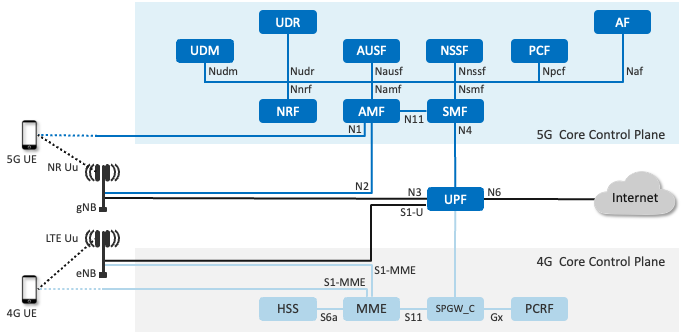 UDR
AF
UDM
AUSF
NSSF
PCF
Nudm
Nudr
Nausf
Nnssf
Npcf
Naf
Nnrf
Namf
Nsmf
NRF
AMF
SMF
N11
N1
N4
5G Core Control Plane
5G UE
NR Uu
N2
N3
UPF
N6
Internet
gNB
S1-U
LTE Uu
eNB
S1-MME
4G Core Control Plane
S1-MME
4G UE
HSS
S6a
MME
S11
SPGW_C
Gx
PCRF